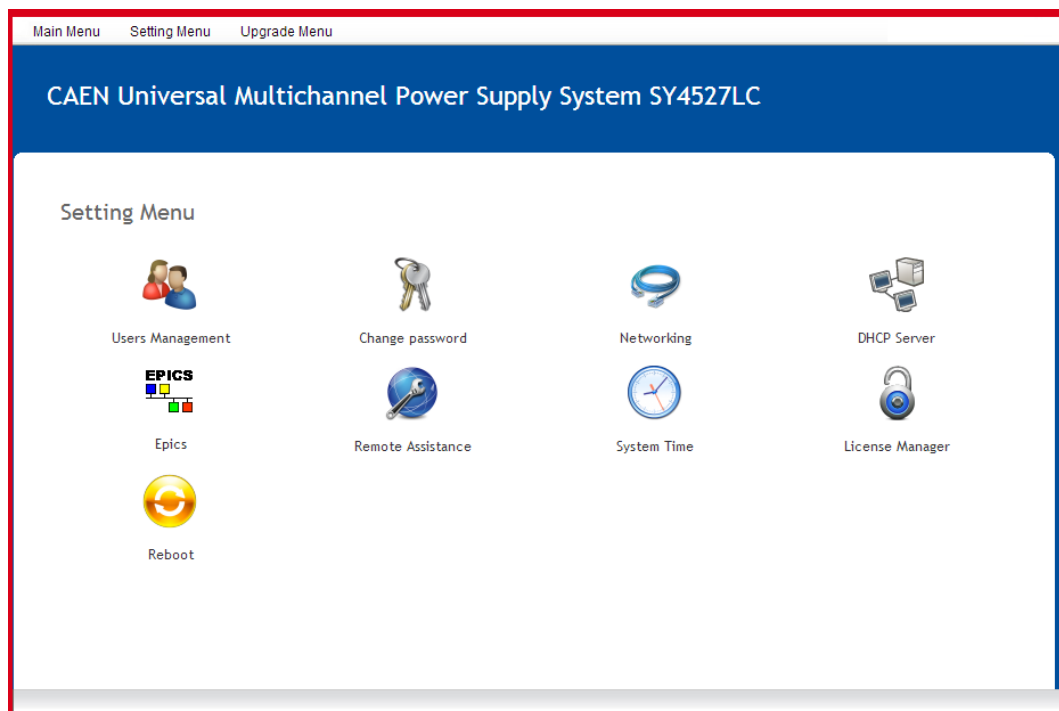 Main Menu Setting Menu Upgrade Menu
CAEN Universal Multichannel Power Supply System SY4527LC
Setting Menu
Users Management Change password Networking DHCP Server
EPICS
Epics Remote Assistance System Time License Manager
Reboot